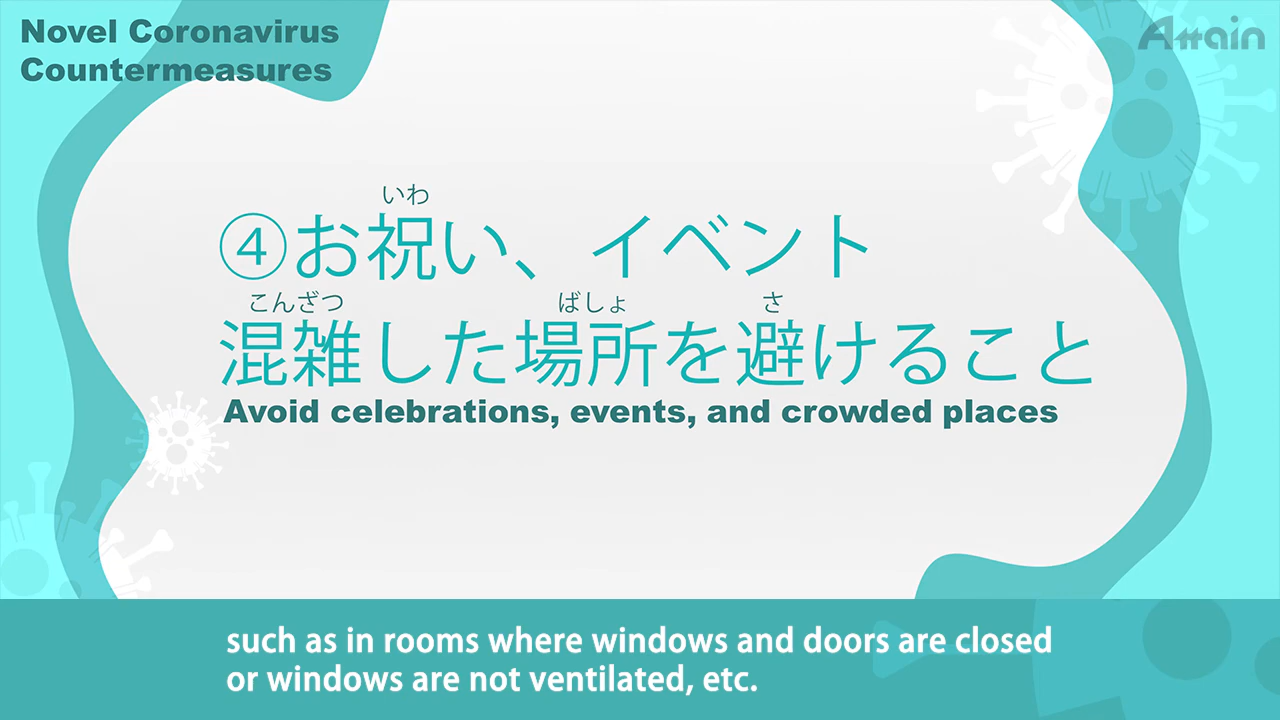 Novel Coronavirus
Countermeasures
Attain
いわ
④お祝い、イベント
こんざつ ばしょ さ
混雑した場所を避けること
Avoid celebrations, events, and crowded places
such as in rooms where windows and doors are closed
or windows are not ventilated, etc.